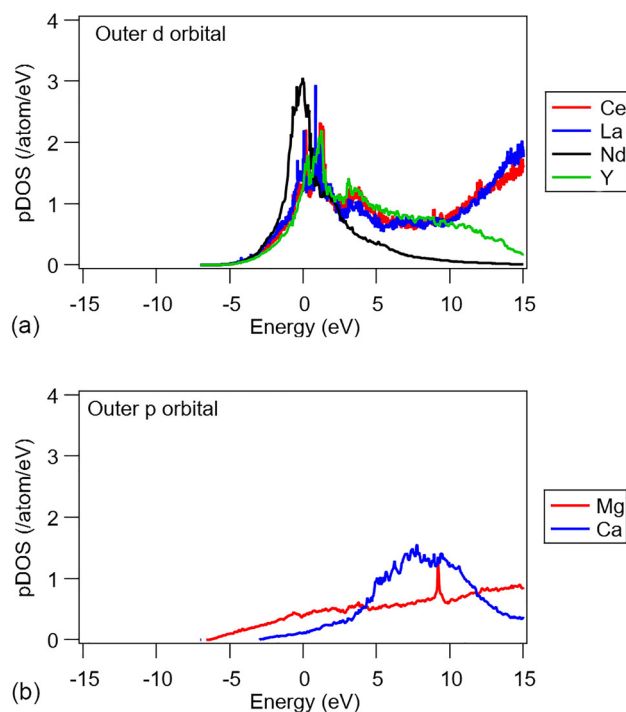 4
Outer d orbital
3
2
1
0
pDOS (/atom/eV)
Ce
La
Nd
Y
-15 -10 -5 0 5 10 15
Energy (eV)
(a)
4
Outer p orbital
3
2
1
0
pDOS (/atom/eV)
Mg
Ca
-15 -10 -5 0 5 10 15
Energy (eV)
(b)